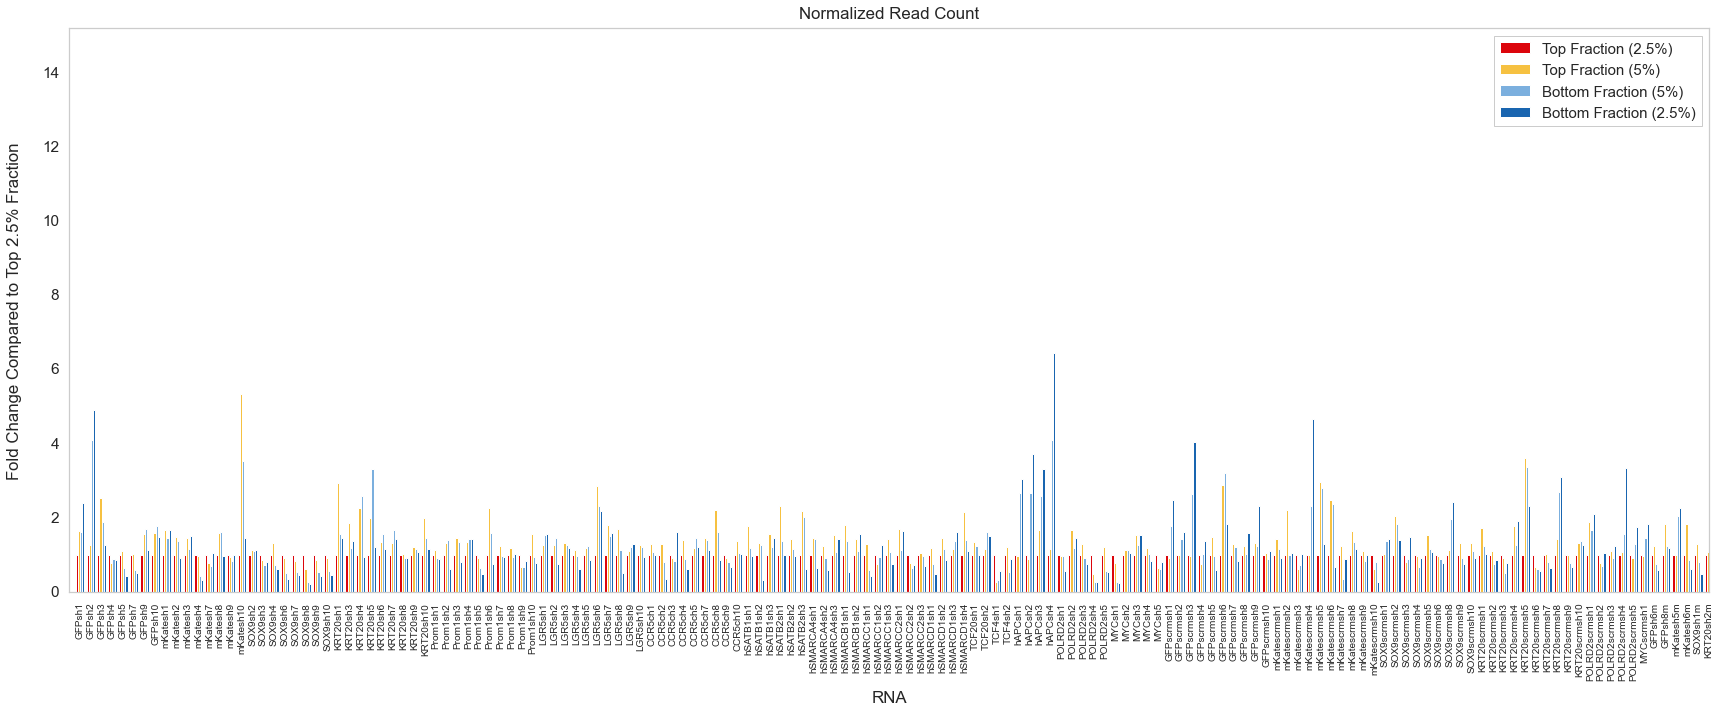 Normalized Read Count
Top Fraction (2.5%)
Top Fraction (5%)
Bottom Fraction (5%)
Bottom Fraction (2.5%)
Fold Change Compared to Top 2.5% Fraction
14
12
10
8
6
4
2
0
GFPsh1
GFPsh2
GFPsh3
GFPsh4
GFPsh5
GFPsh7
GFPsh9
GFPsh10
mKatesh1
mKatesh2
mKatesh3
mKatesh4
mKatesh7
mKatesh8
mKatesh9
mKatesh10
SOX9sh2
SOX9sh3
SOX9sh4
SOX9sh6
SOX9sh7
SOX9sh8
SOX9sh9
SOX9sh10
KRT20sh1
KRT20sh3
KRT20sh4
KRT20sh5
KRT20sh6
KRT20sh7
KRT20sh8
KRT20sh9
KRT20sh10
Prom1sh1
Prom1sh2
Prom1sh3
Prom1sh4
Prom1sh5
Prom1sh6
Prom1sh7
Prom1sh8
Prom1sh9
Prom1sh10
LGR5sh1
LGR5sh2
LGR5sh3
LGR5sh4
LGR5sh5
LGR5sh6
LGR5sh7
LGR5sh8
LGR5sh9
LGR5sh10
CCR5ch1
CCR5ch2
CCR5ch3
CCR5ch4
CCR5ch5
CCR5ch7
CCR5ch8
CCR5ch9
CCR5ch10
hSATB1sh1
hSATB1sh2
hSATB1sh3
hSATB2sh1
hSATB2sh2
hSATB2sh3
hSMARCA4sh1
hSMARCA4sh2
hSMARCA4sh3
hSMARCB1sh1
hSMARCB1sh2
hSMARCC1sh1
hSMARCC1sh2
hSMARCC1sh3
hSMARCC2sh1
hSMARCC2sh2
hSMARCC2sh3
hSMARCD1sh1
hSMARCD1sh2
hSMARCD1sh3
hSMARCD1sh4
TCF20sh1
TCF20sh2
TCF4sh1
TCF4sh2
hAPCsh1
hAPCsh2
hAPCsh3
hAPCsh4
POLRD2sh1
POLRD2sh2
POLRD2sh3
POLRD2sh4
POLRD2sh5
MYCsh1
MYCsh2
MYCsh3
MYCsh4
MYCsh5
GFPscrmsh1
GFPscrmsh2
GFPscrmsh3
GFPscrmsh4
GFPscrmsh5
GFPscrmsh6
GFPscrmsh7
GFPscrmsh8
GFPscrmsh9
GFPscrmsh10
mKatescrmsh1
mKatescrmsh2
mKatescrmsh3
mKatescrmsh4
mKatescrmsh5
mKatescrmsh6
mKatescrmsh7
mKatescrmsh8
mKatescrmsh9
mKatescrmsh10
SOX9scrmsh1
SOX9scrmsh2
SOX9scrmsh3
SOX9scrmsh4
SOX9scrmsh5
SOX9scrmsh6
SOX9scrmsh8
SOX9scrmsh9
SOX9scrmsh10
KRT20scrmsh1
KRT20scrmsh2
KRT20scrmsh3
KRT20scrmsh4
KRT20scrmsh5
KRT20scrmsh6
KRT20scrmsh7
KRT20scrmsh8
KRT20scrmsh9
KRT20scrmsh10
POLRD2scrmsh1
POLRD2scrmsh2
POLRD2scrmsh3
POLRD2scrmsh4
POLRD2scrmsh5
MYCscrmsh1
GFPsh6m
GFPsh8m
mKatesh5m
mKatesh6m
SOX9sh1m
KRT20sh2m
RNA